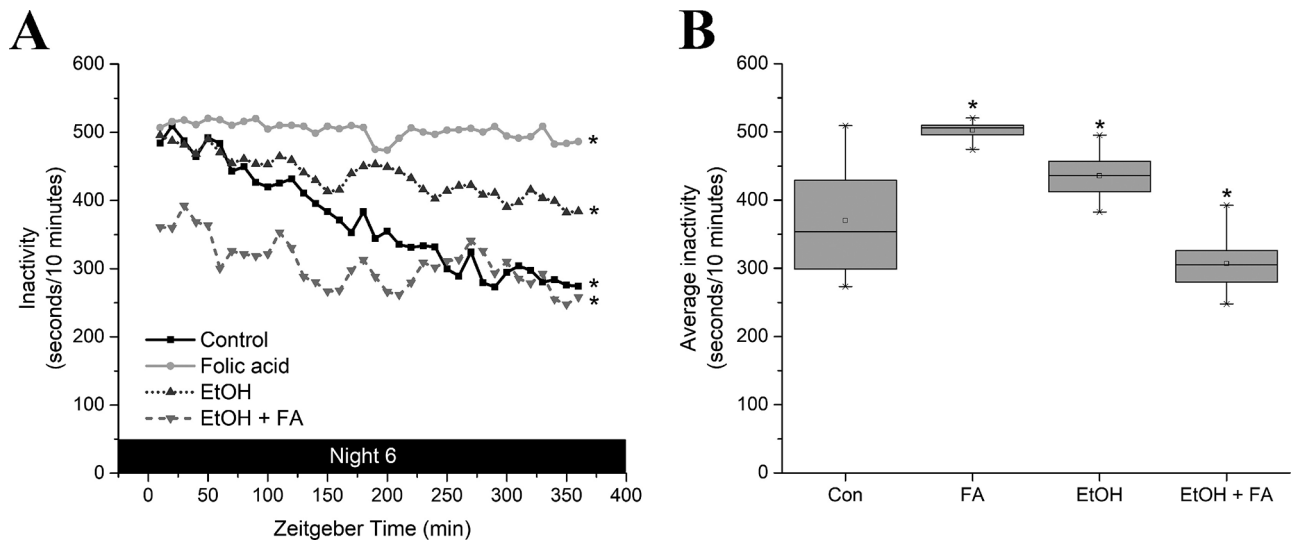 A
Inactivity
(seconds/10 minutes)
600
500
400
300
200
100
0
*
*
*
*
Control
Folic acid
EtOH
EtOH + FA
Night 6
0
50
100
150
200
250
300
350
400
Zeitgeber Time (min)
B
Average inactivity
(seconds/10 minutes)
600
500
400
300
200
100
0
*
*
*
Con
FA
EtOH
EtOH + FA